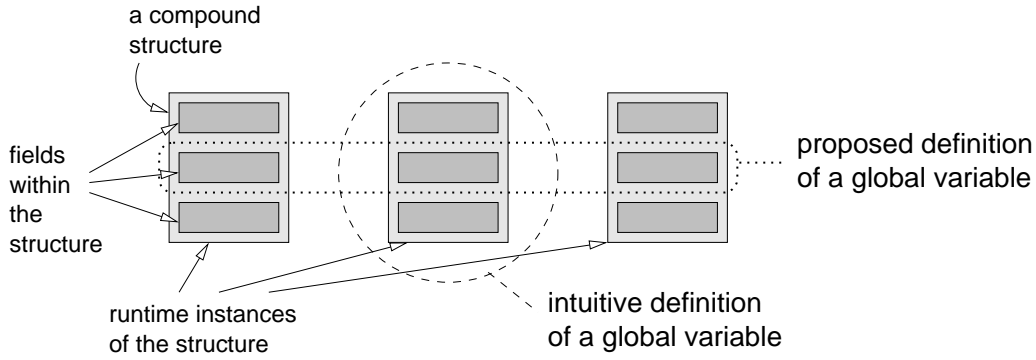 a compound
structure
fields
within
the
structure
proposed definition
of a global variable
runtime instances
of the structure
intuitive definition
of a global variable